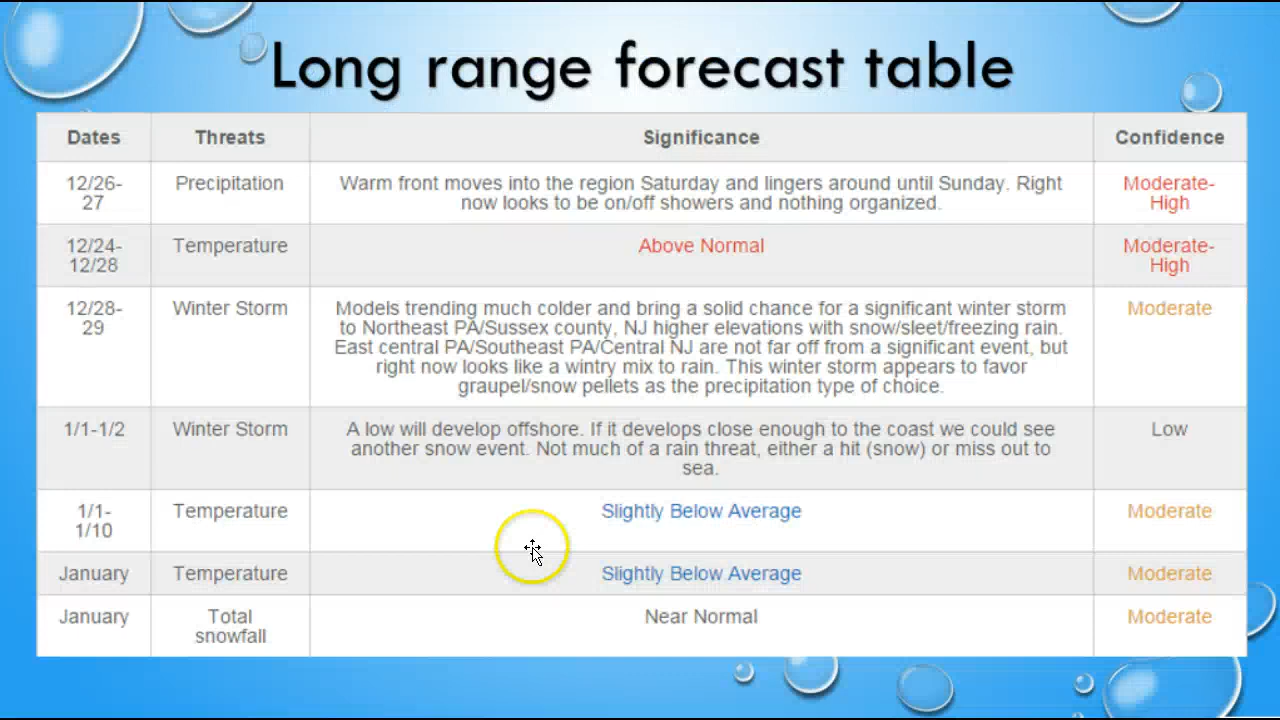 Long range forecast table
Dates Threats Significance Confidence
12/26-
27
Precipitation
Warm front moves into the region Saturday and lingers around until Sunday. Right
now looks to be on/off showers and nothing organized.
Moderate-
High
12/24-
12/28
Temperature
Above Normal
Moderate-
High
12/28-
29
Winter Storm
Models trending much colder and bring a solid chance for a significant winter storm
to Northeast PA/Sussex county, NJ higher elevations with snow/sleet/freezing rain.
East central PA/Southeast PA/Central NJ are not far off from a significant event, but
right now looks like a wintry mix to rain. This winter storm appears to favor
graupel/snow pellets as the precipitation type of choice.
Moderate
1/1-1/2
Winter Storm
A low will develop offshore. If it develops close enough to the coast we could see
another snow event. Not much of a rain threat, either a hit (snow) or miss out to
sea.
Low
1/1-
1/10
Temperature
Slightly Below Average
Moderate
January
Temperature
Slightly Below Average
Moderate
January
Total
snowfall
Near Normal
Moderate